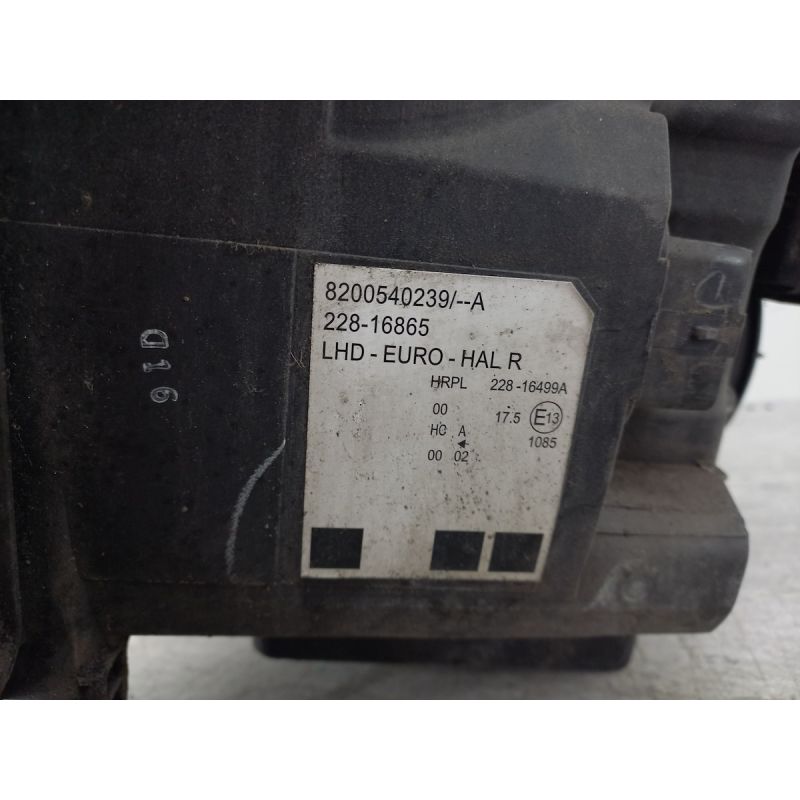 8200540239/--A
228-16865
LHD - EURO - HAL R
HRPL 228 -16499A
00 17.5 E13
HC A 1085
00 02
D16